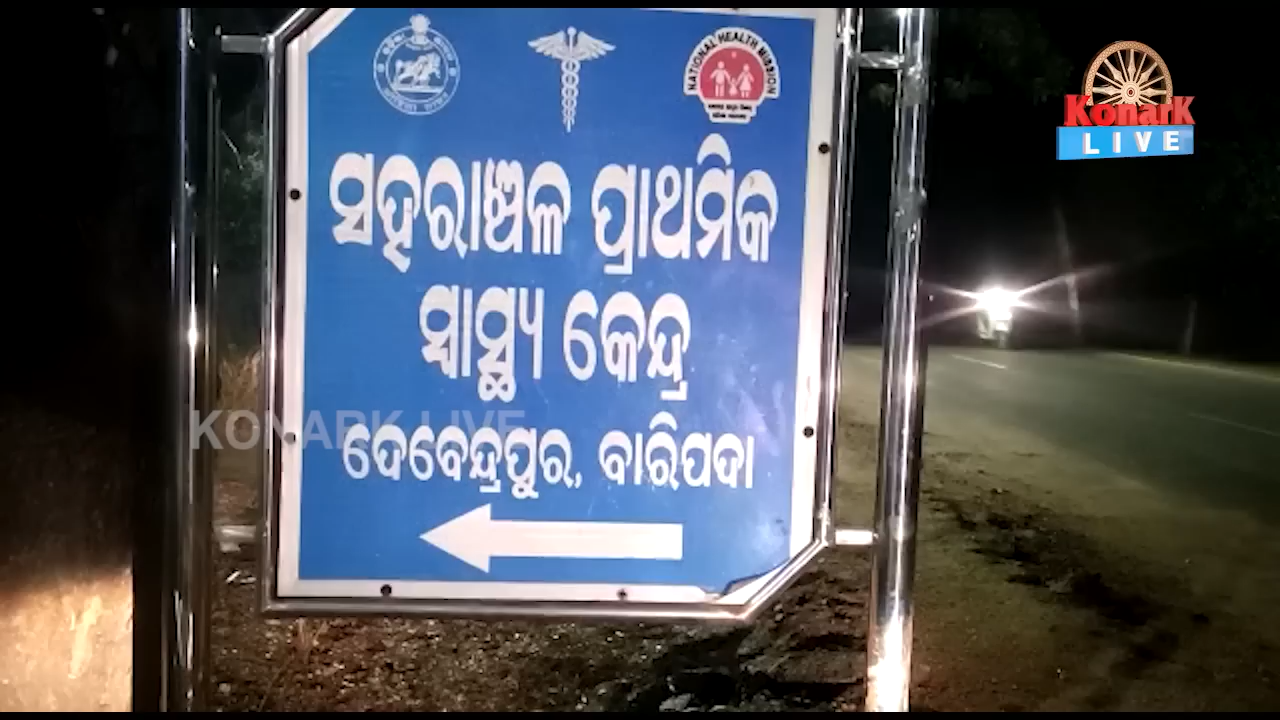 NATIONAL HEALTH MISSION
Konark
LIVE
ସହରାଞ୍ଚଳ ପ୍ରାଥମିକ
ସ୍ୱାସ୍ଥ୍ୟ କେନ୍ଦ୍ର
KONARK LIVE
ଦେବେନ୍ଦ୍ରପୁର, ବାରିପଦା